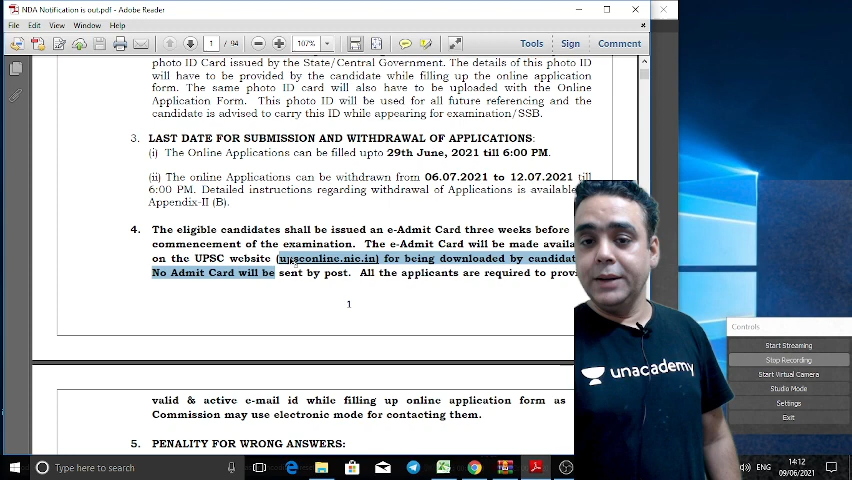 NDA Notification is out.pdf - Adobe Reader
File Edit View Window Help
1 / 94 107% Tools Sign Comment
photo ID Card issued by the State/Central Government. The details of this photo ID
will have to be provided by the candidate while filling up the online application
form. The same photo ID card will also have to be uploaded with the Online
Application Form. This photo ID will be used for all future referencing and the
candidate is advised to carry this ID while appearing for examination/SSB.
3. LAST DATE FOR SUBMISSION AND WITHDRAWAL OF APPLICATIONS:
(i) The Online Applications can be filled upto 29th June, 2021 till 6:00 PM.
(ii) The online Applications can be withdrawn from 06.07.2021 to 12.07.2021 till
6:00 PM. Detailed instructions regarding withdrawal of Applications is available
Appendix-II (B).
4. The eligible candidates shall be issued an e-Admit Card three weeks before
commencement of the examination. The e-Admit Card will be made availa
on the UPSC website (upsconline.nic.in) for being downloaded by candidat
No Admit Card will be sent by post. All the applicants are required to provi
1
valid & active e-mail id while filling up online application form as
Commission may use electronic mode for contacting them.
5. PENALITY FOR WRONG ANSWERS:
unacademy
Controls
Start Streaming
Stop Recording
Start Virtual Camera
Studio Mode
Settings
Exit
Type here to search
ENG
14:12
09/06/2021